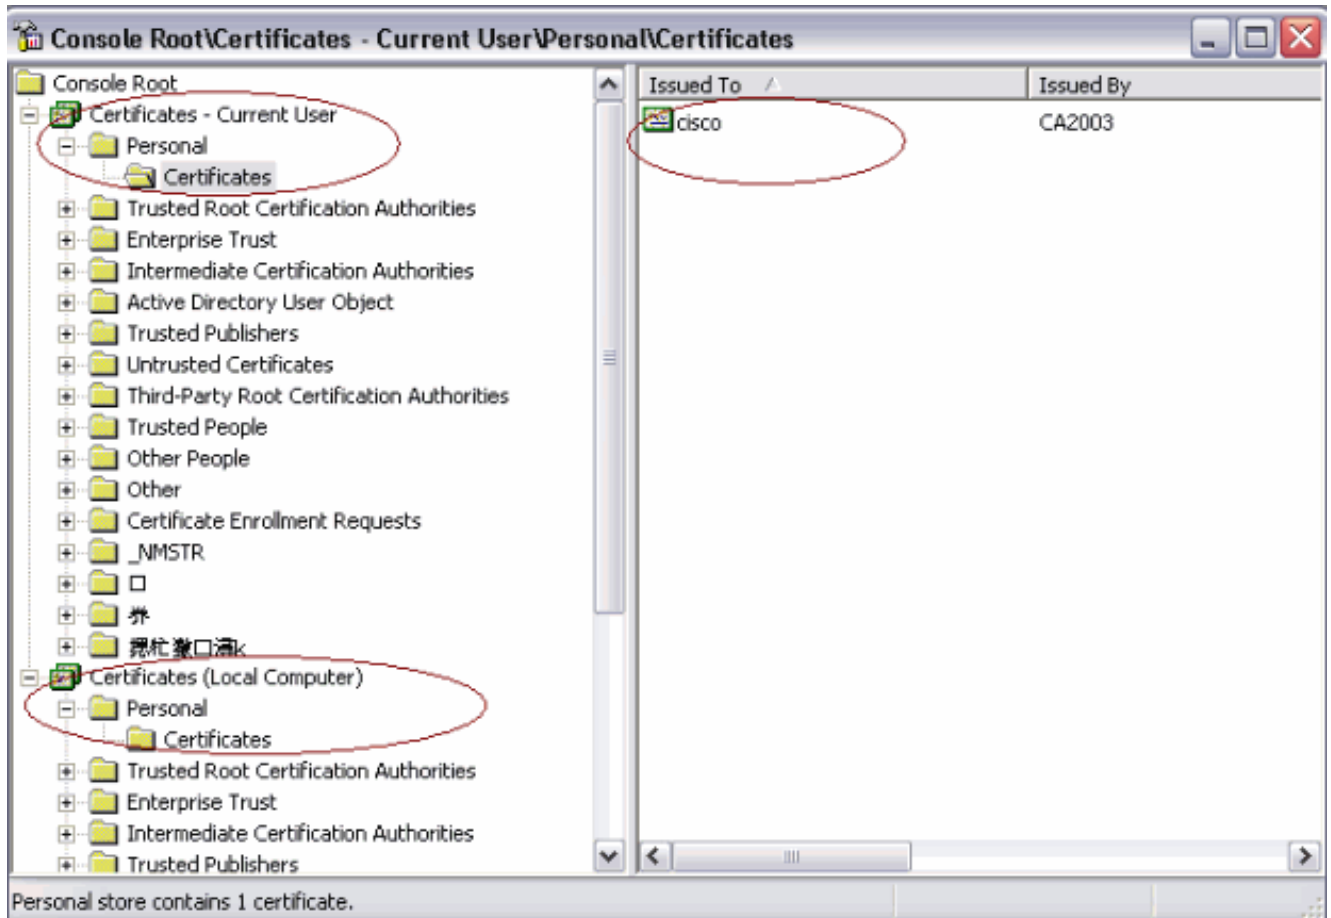 Console Root\Certificates - Current User\Personal\Certificates
Console Root
Certificates - Current User
Personal
Certificates
Trusted Root Certification Authorities
Enterprise Trust
Intermediate Certification Authorities
Active Directory User Object
Trusted Publishers
Untrusted Certificates
Third-Party Root Certification Authorities
Trusted People
Other People
Other
Certificate Enrollment Requests
_NMSTR
Certificates (Local Computer)
Personal
Certificates
Trusted Root Certification Authorities
Enterprise Trust
Intermediate Certification Authorities
Trusted Publishers
Issued To Issued By
cisco CA2003
Personal store contains 1 certificate.